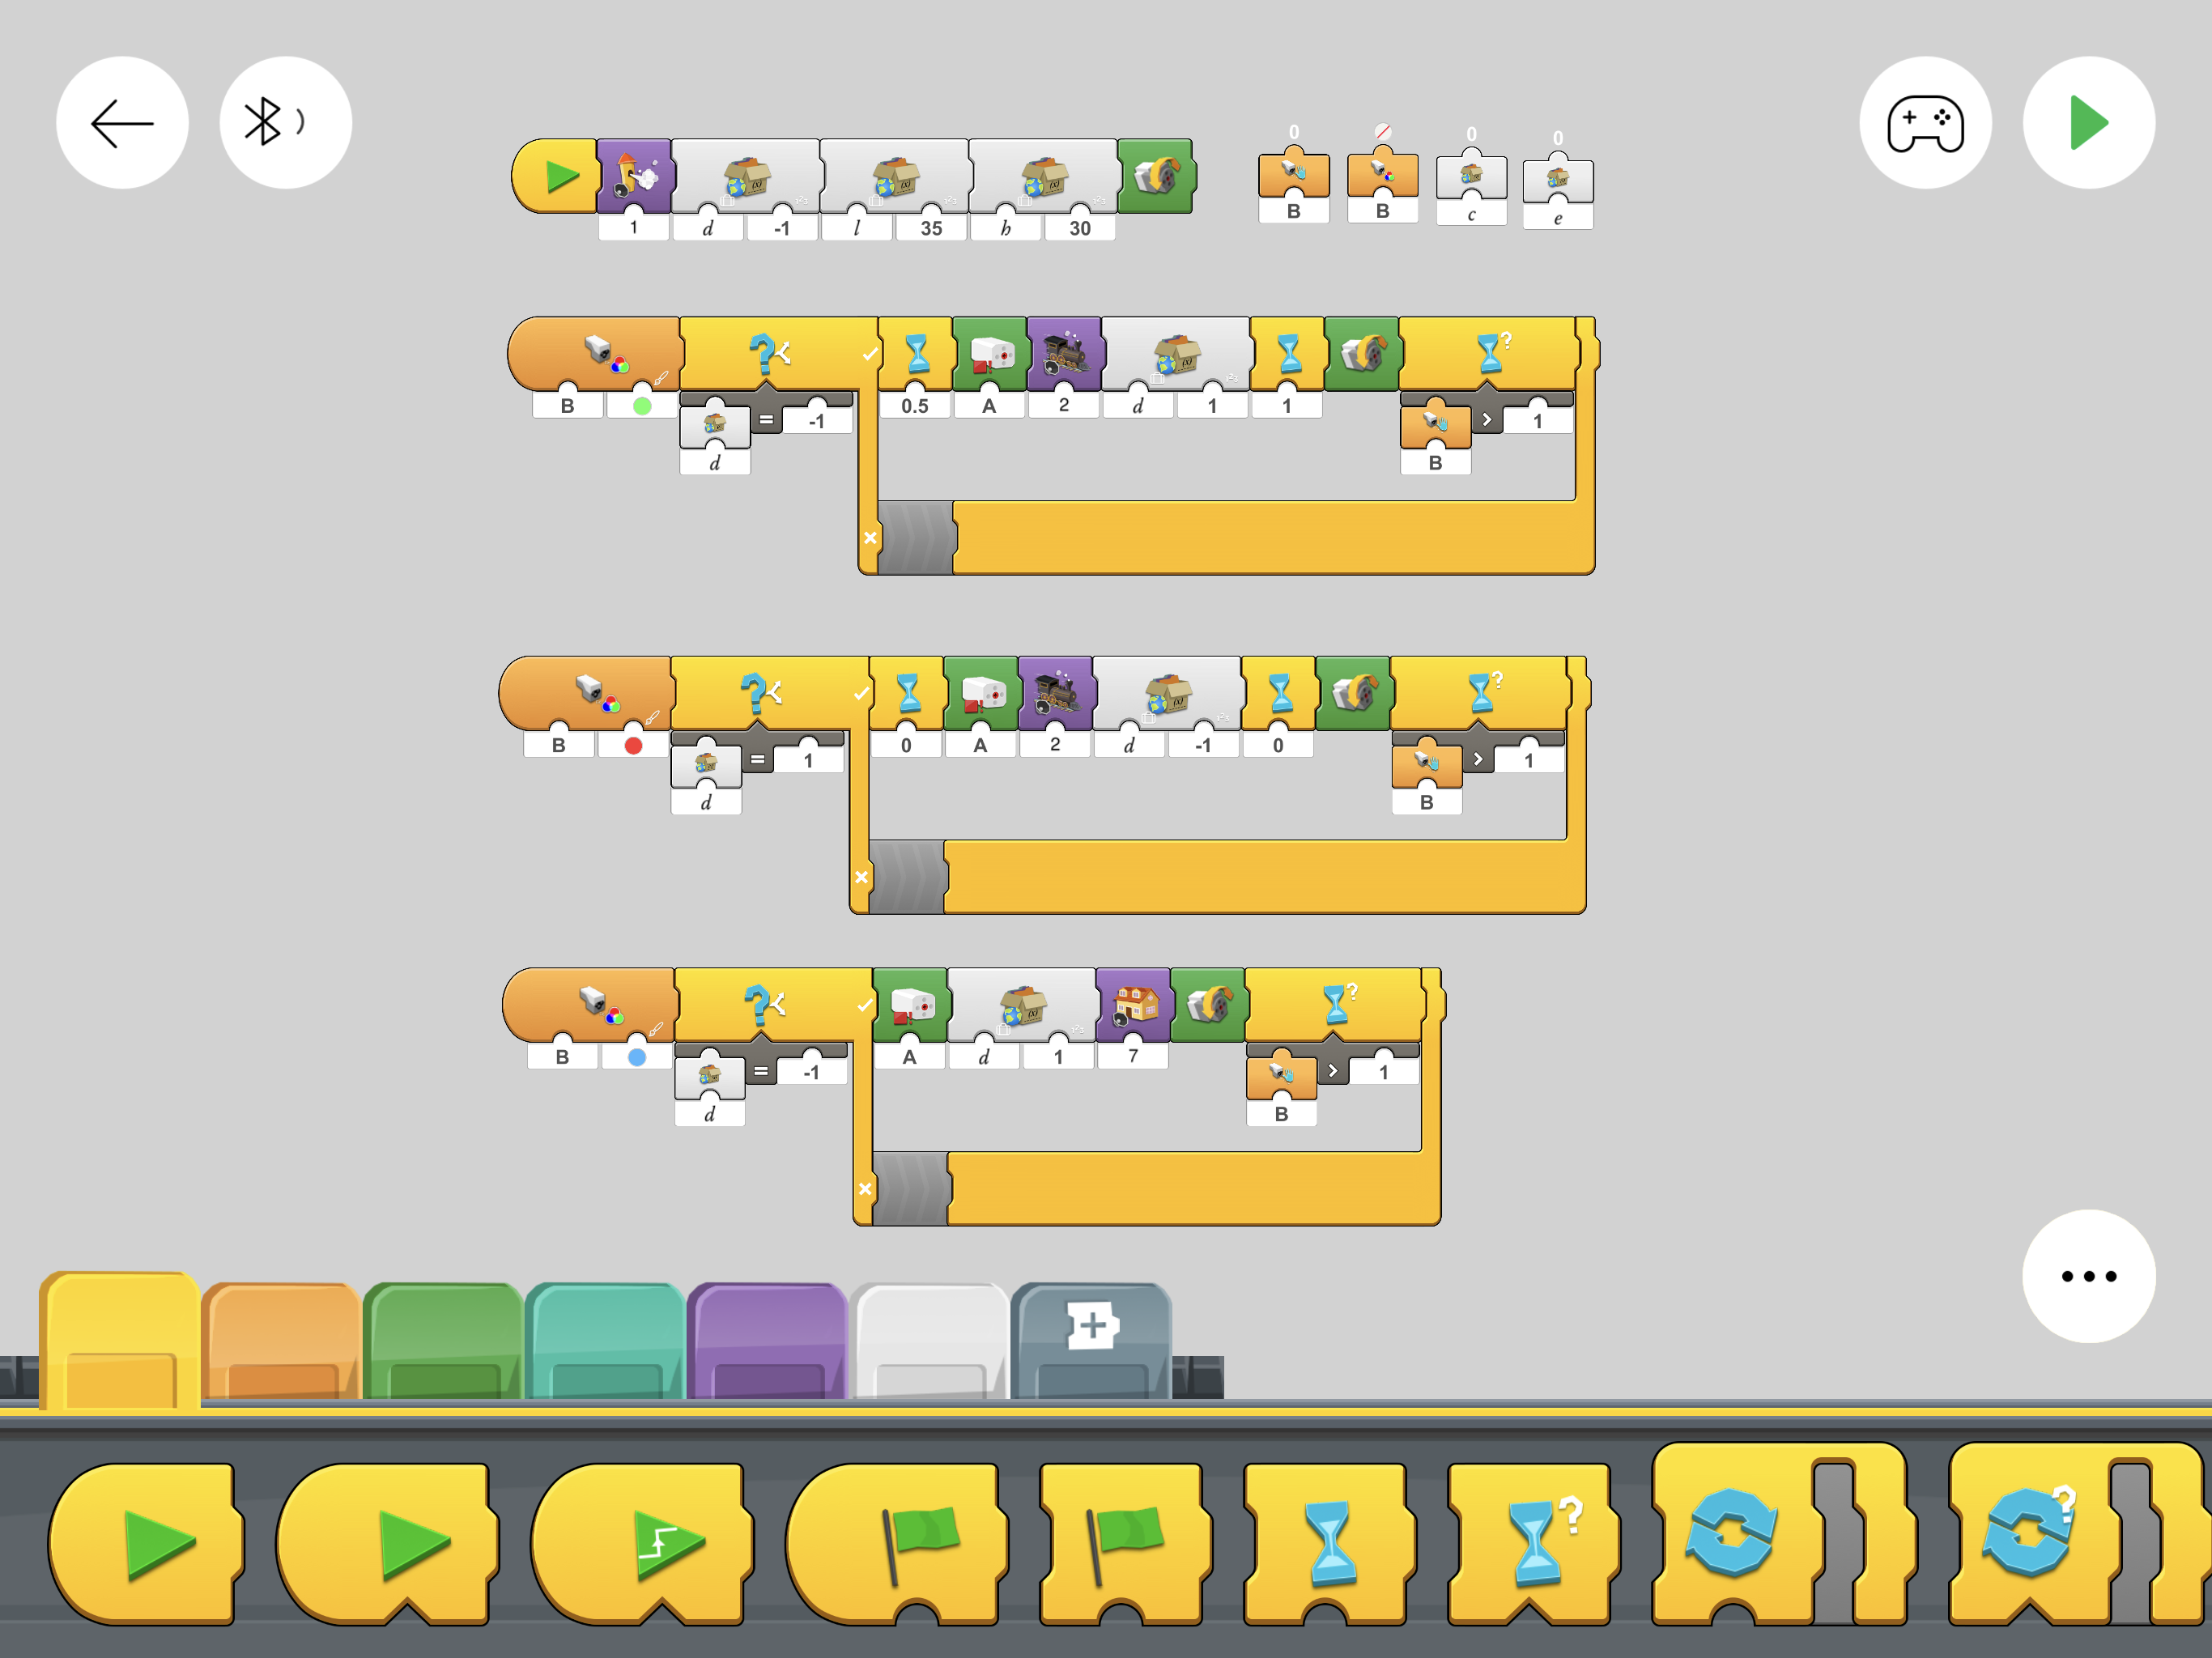 0 0 0
B B c e
1 d -1 l 35 h 30
B 0.5 A 2 d 1 1
= -1 > 1
d B
B 0 A 2 d -1 0
= 1 > 1
d B
B A d 1 7
= -1 > 1
d B